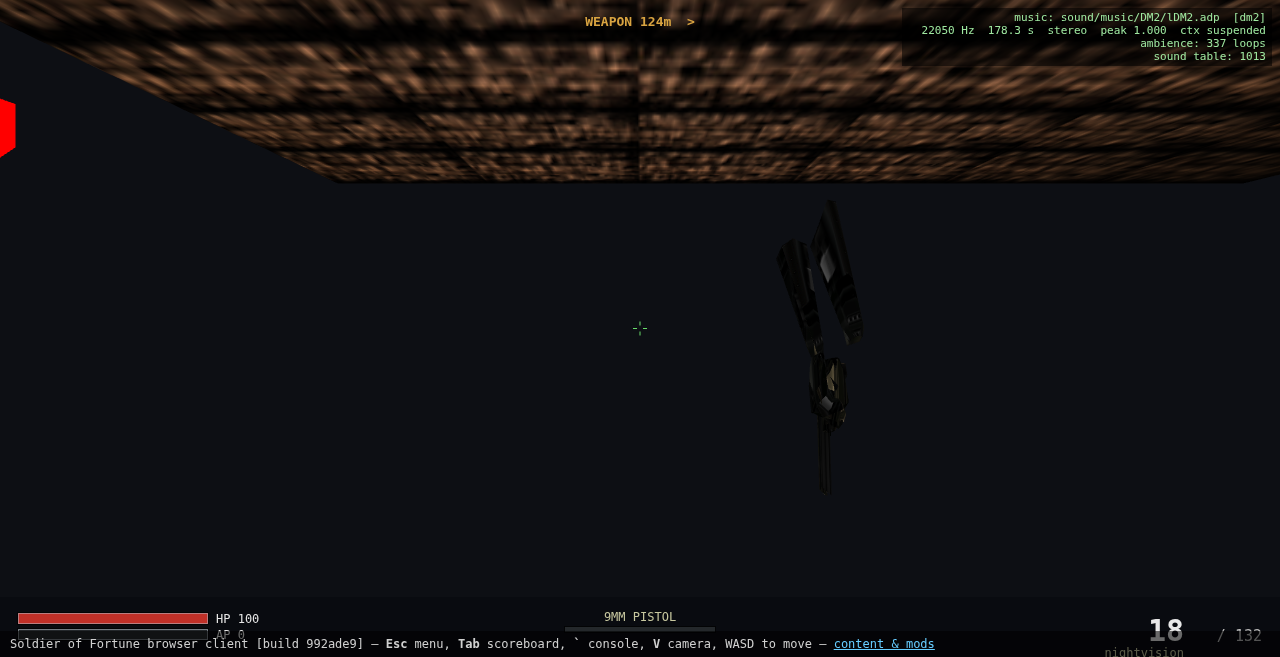 WEAPON 124m >
music: sound/music/DM2/lDM2.adp [dm2]
22050 Hz 178.3 s stereo peak 1.000 ctx suspended
ambience: 337 loops
sound table: 1013
HP 100
AP 0
9MM PISTOL
18 / 132
nightvision
Soldier of Fortune browser client [build 992ade9] — Esc menu, Tab scoreboard, ` console, V camera, WASD to move — content & mods